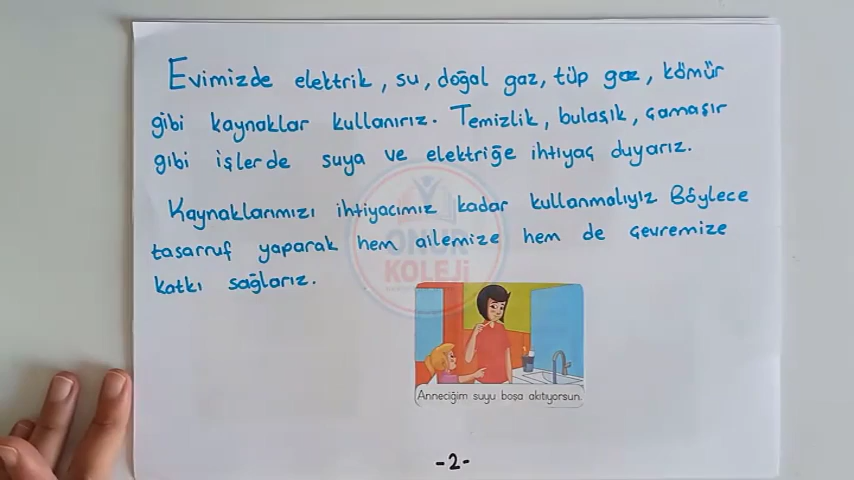 Evimizde elektrik, su, doğal gaz, tüp gaz, kömür
gibi kaynaklar kullanırız. Temizlik, bulaşık, çamaşır
gibi işlerde suya ve elektriğe ihtiyaç duyarız.
Kaynaklarımızı ihtiyacımız kadar kullanmalıyız Böylece
tasarruf yaparak hem ailemize hem de çevremize
katkı sağlarız.
ONUR
KOLEJİ
Anneciğim suyu boşa akıtıyorsun.
-2-